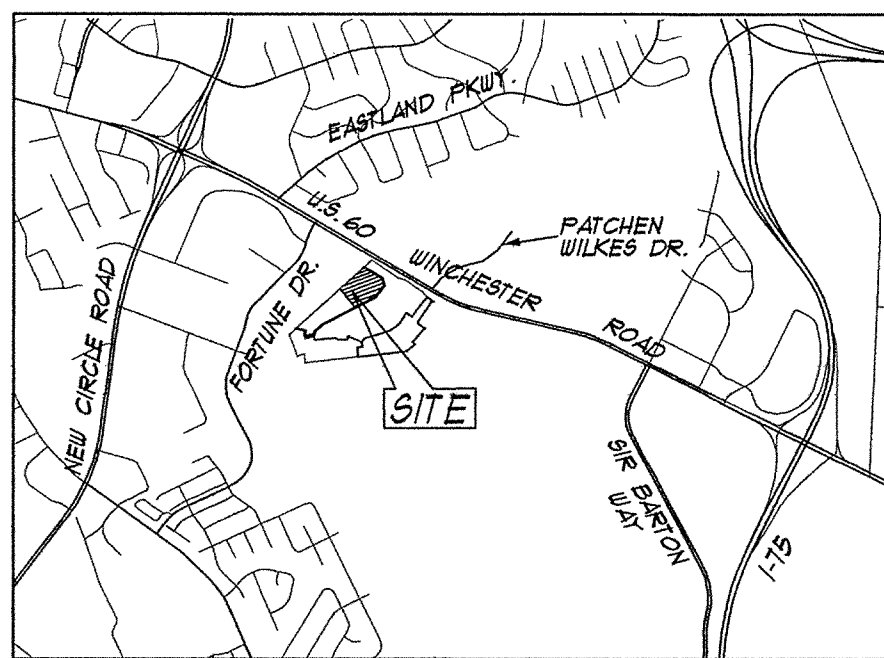 EASTLAND PKWY.
U.S. 60
PATCHEN
WILKES DR.
WINCHESTER
ROAD
NEW CIRCLE ROAD
FORTUNE DR.
SITE
SIR BARTON
WAY
I-75